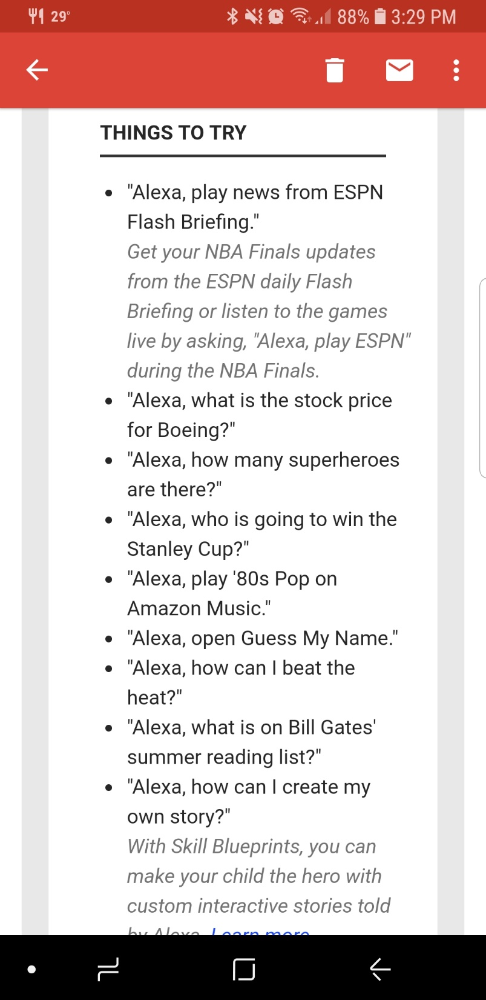 29°
88%
3:29 PM
THINGS TO TRY
"Alexa, play news from ESPN
Flash Briefing."
Get your NBA Finals updates
from the ESPN daily Flash
Briefing or listen to the games
live by asking, "Alexa, play ESPN"
during the NBA Finals.
"Alexa, what is the stock price
for Boeing?"
"Alexa, how many superheroes
are there?"
"Alexa, who is going to win the
Stanley Cup?"
"Alexa, play '80s Pop on
Amazon Music."
"Alexa, open Guess My Name."
"Alexa, how can I beat the
heat?"
"Alexa, what is on Bill Gates'
summer reading list?"
"Alexa, how can I create my
own story?"
With Skill Blueprints, you can
make your child the hero with
custom interactive stories told
by Alexa. Learn more